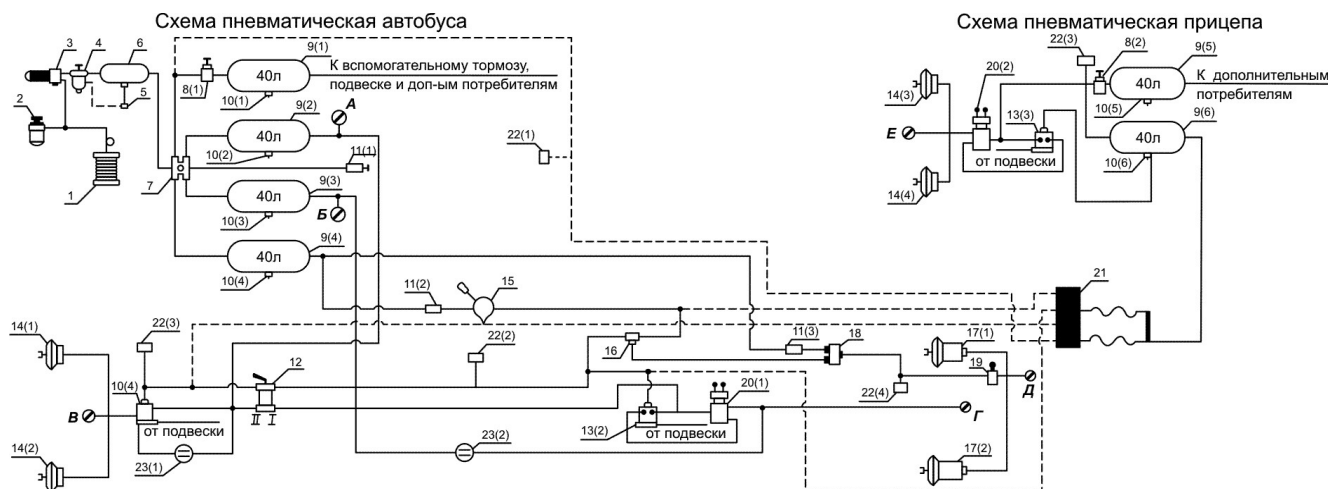 Схема пневматическая автобуса
Схема пневматическая прицепа
3
4
6
2
5
1
7
9(1)
40л
8(1)
10(1)
К вспомогательному тормозу,
подвеске и доп-ым потребителям
9(2)
40л
А
10(2)
11(1)
9(3)
40л
Б
10(3)
9(4)
40л
10(4)
22(1)
11(2)
15
14(1)
22(3)
10(4)
В
12
II I
от подвески
14(2)
23(1)
22(2)
23(2)
16
11(3)
18
13(2)
20(1)
от подвески
22(4)
17(1)
19
Д
Г
17(2)
21
14(3)
20(2)
Е
13(3)
от подвески
14(4)
22(3)
8(2)
9(5)
40л
К дополнительным
потребителям
10(5)
9(6)
40л
10(6)